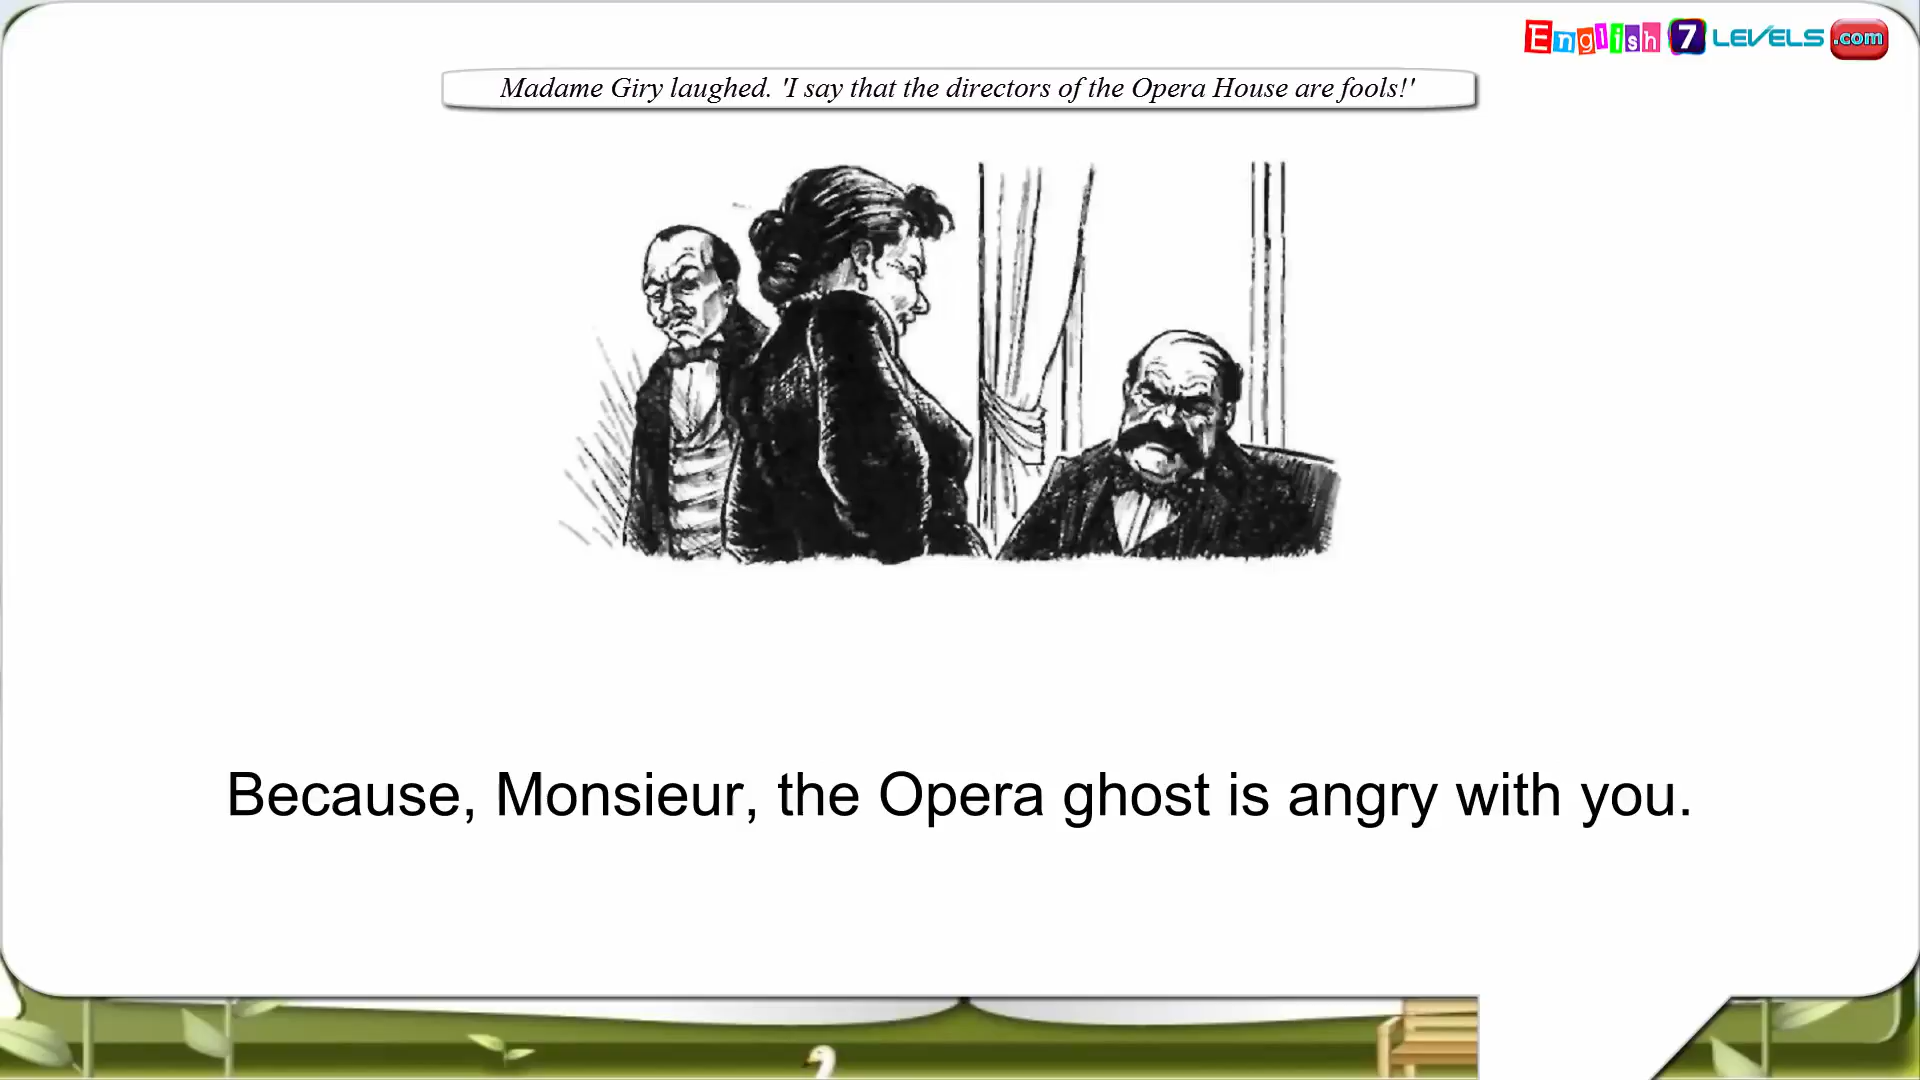 English 7 LEVELS .com
Madame Giry laughed. 'I say that the directors of the Opera House are fools!'
Because, Monsieur, the Opera ghost is angry with you.